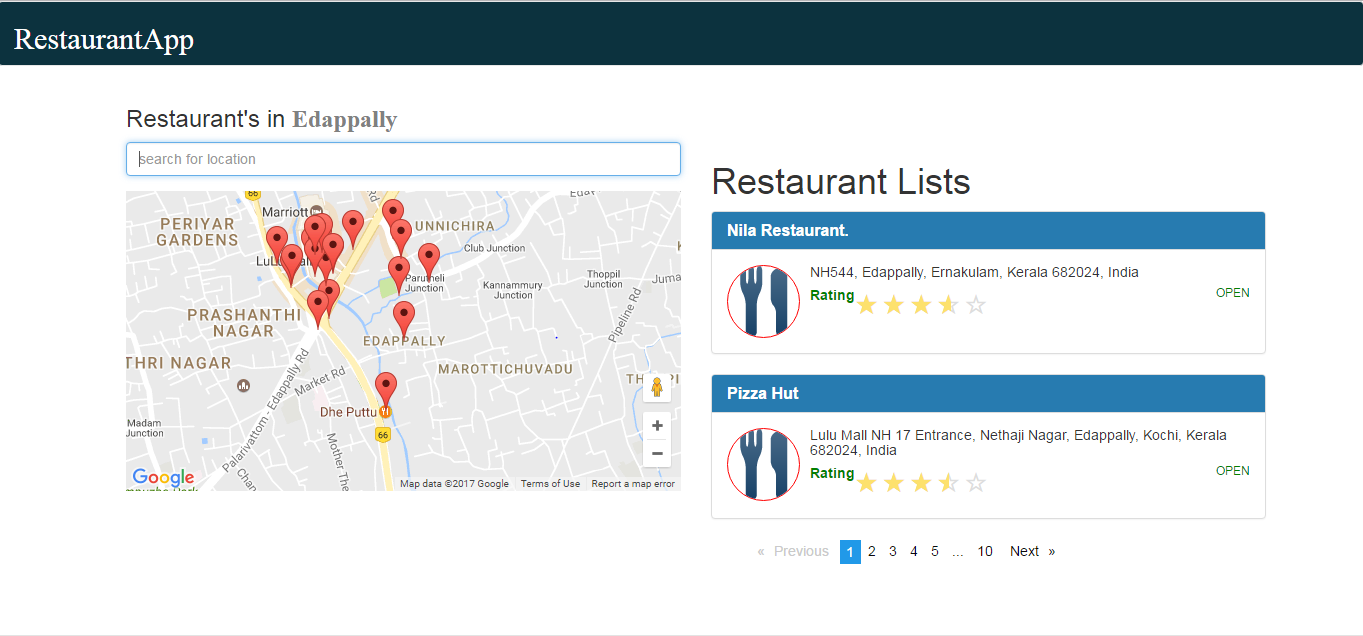 RestaurantApp
Restaurant's in Edappally
search for location
66
Rd
Marriott
PERIYAR
GARDENS
UNNICHIRA
Club Junction
Parutheli
Junction
Kannammury
Junction
Thoppil
Junction
PRASHANTHI
NAGAR
EDAPPALLY
Pipeline Rd
THRI NAGAR
MAROTTICHUVADU
Market Rd
Palarivattom - Edappally Rd
Dhe Puttu
66
Madam
Junction
Mother The
Google
Map data ©2017 Google
Terms of Use
Report a map error
Restaurant Lists
Nila Restaurant.
NH544, Edappally, Ernakulam, Kerala 682024, India
Rating
OPEN
Pizza Hut
Lulu Mall NH 17 Entrance, Nethaji Nagar, Edappally, Kochi, Kerala
682024, India
Rating
OPEN
« Previous 1 2 3 4 5 ... 10 Next »